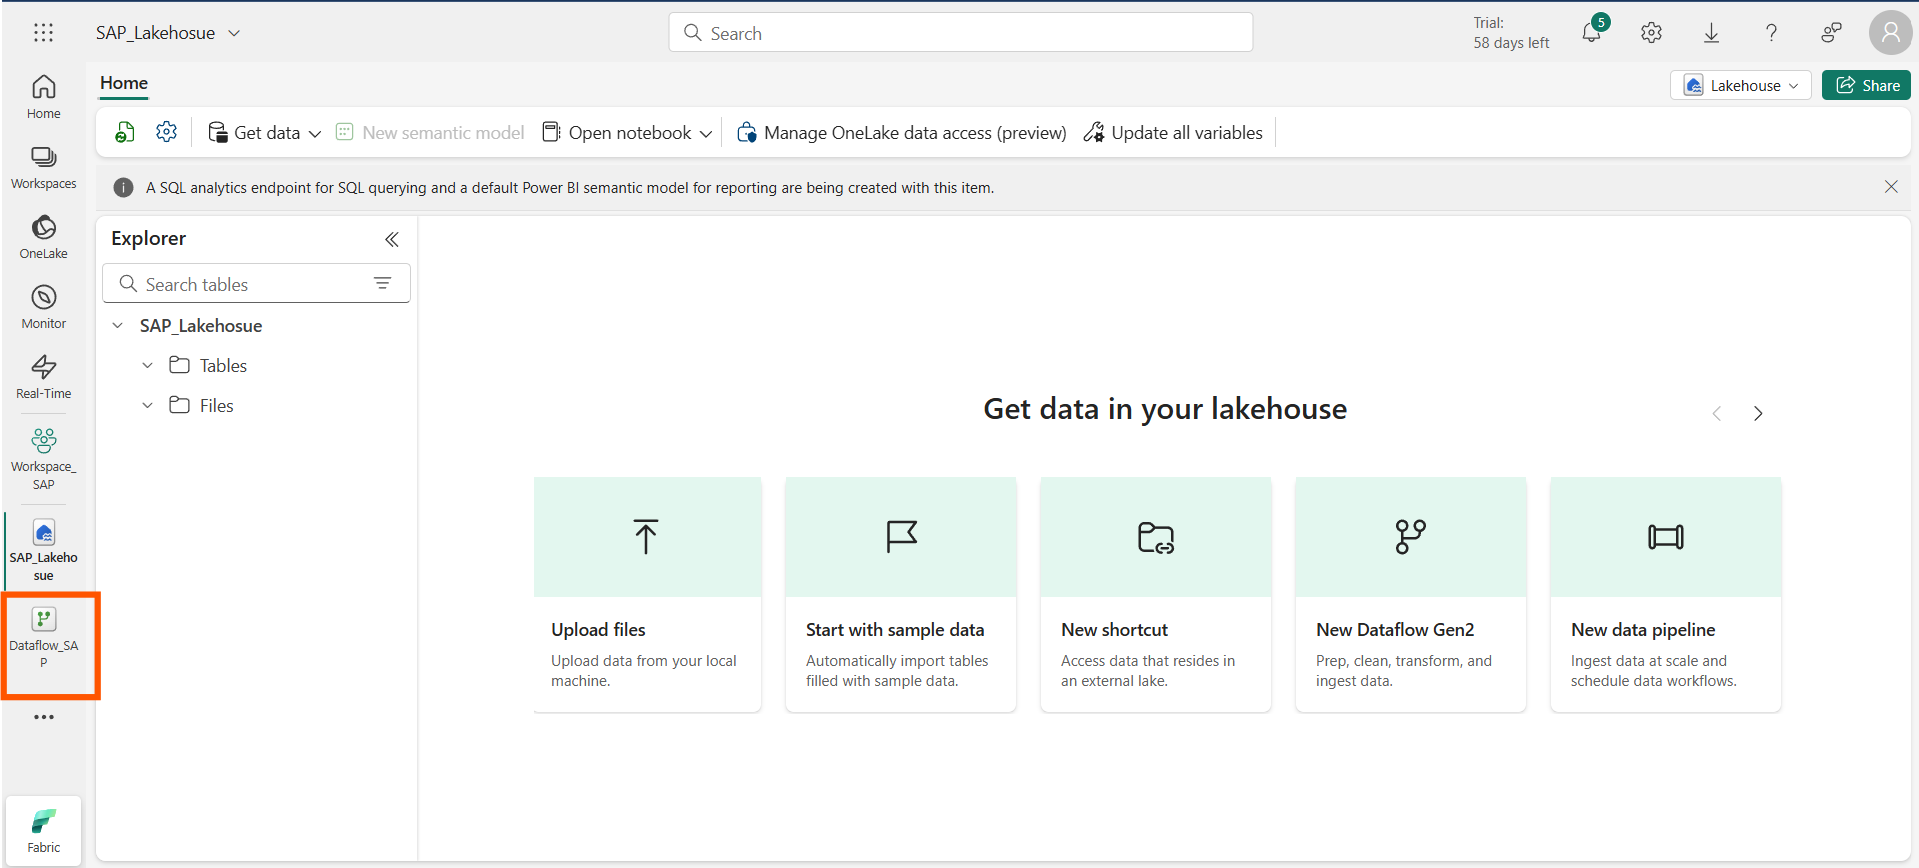 SAP_Lakehosue
Search
Trial:
58 days left
5
Home
Workspaces
OneLake
Monitor
Real-Time
Workspace_
SAP
SAP_Lakeho
sue
Dataflow_SA
P
Fabric
Home
Lakehouse
Share
Get data
New semantic model
Open notebook
Manage OneLake data access (preview)
Update all variables
A SQL analytics endpoint for SQL querying and a default Power BI semantic model for reporting are being created with this item.
Explorer
Search tables
SAP_Lakehosue
Tables
Files
Get data in your lakehouse
Upload files
Upload data from your local
machine.
Start with sample data
Automatically import tables
filled with sample data.
New shortcut
Access data that resides in
an external lake.
New Dataflow Gen2
Prep, clean, transform, and
ingest data.
New data pipeline
Ingest data at scale and
schedule data workflows.